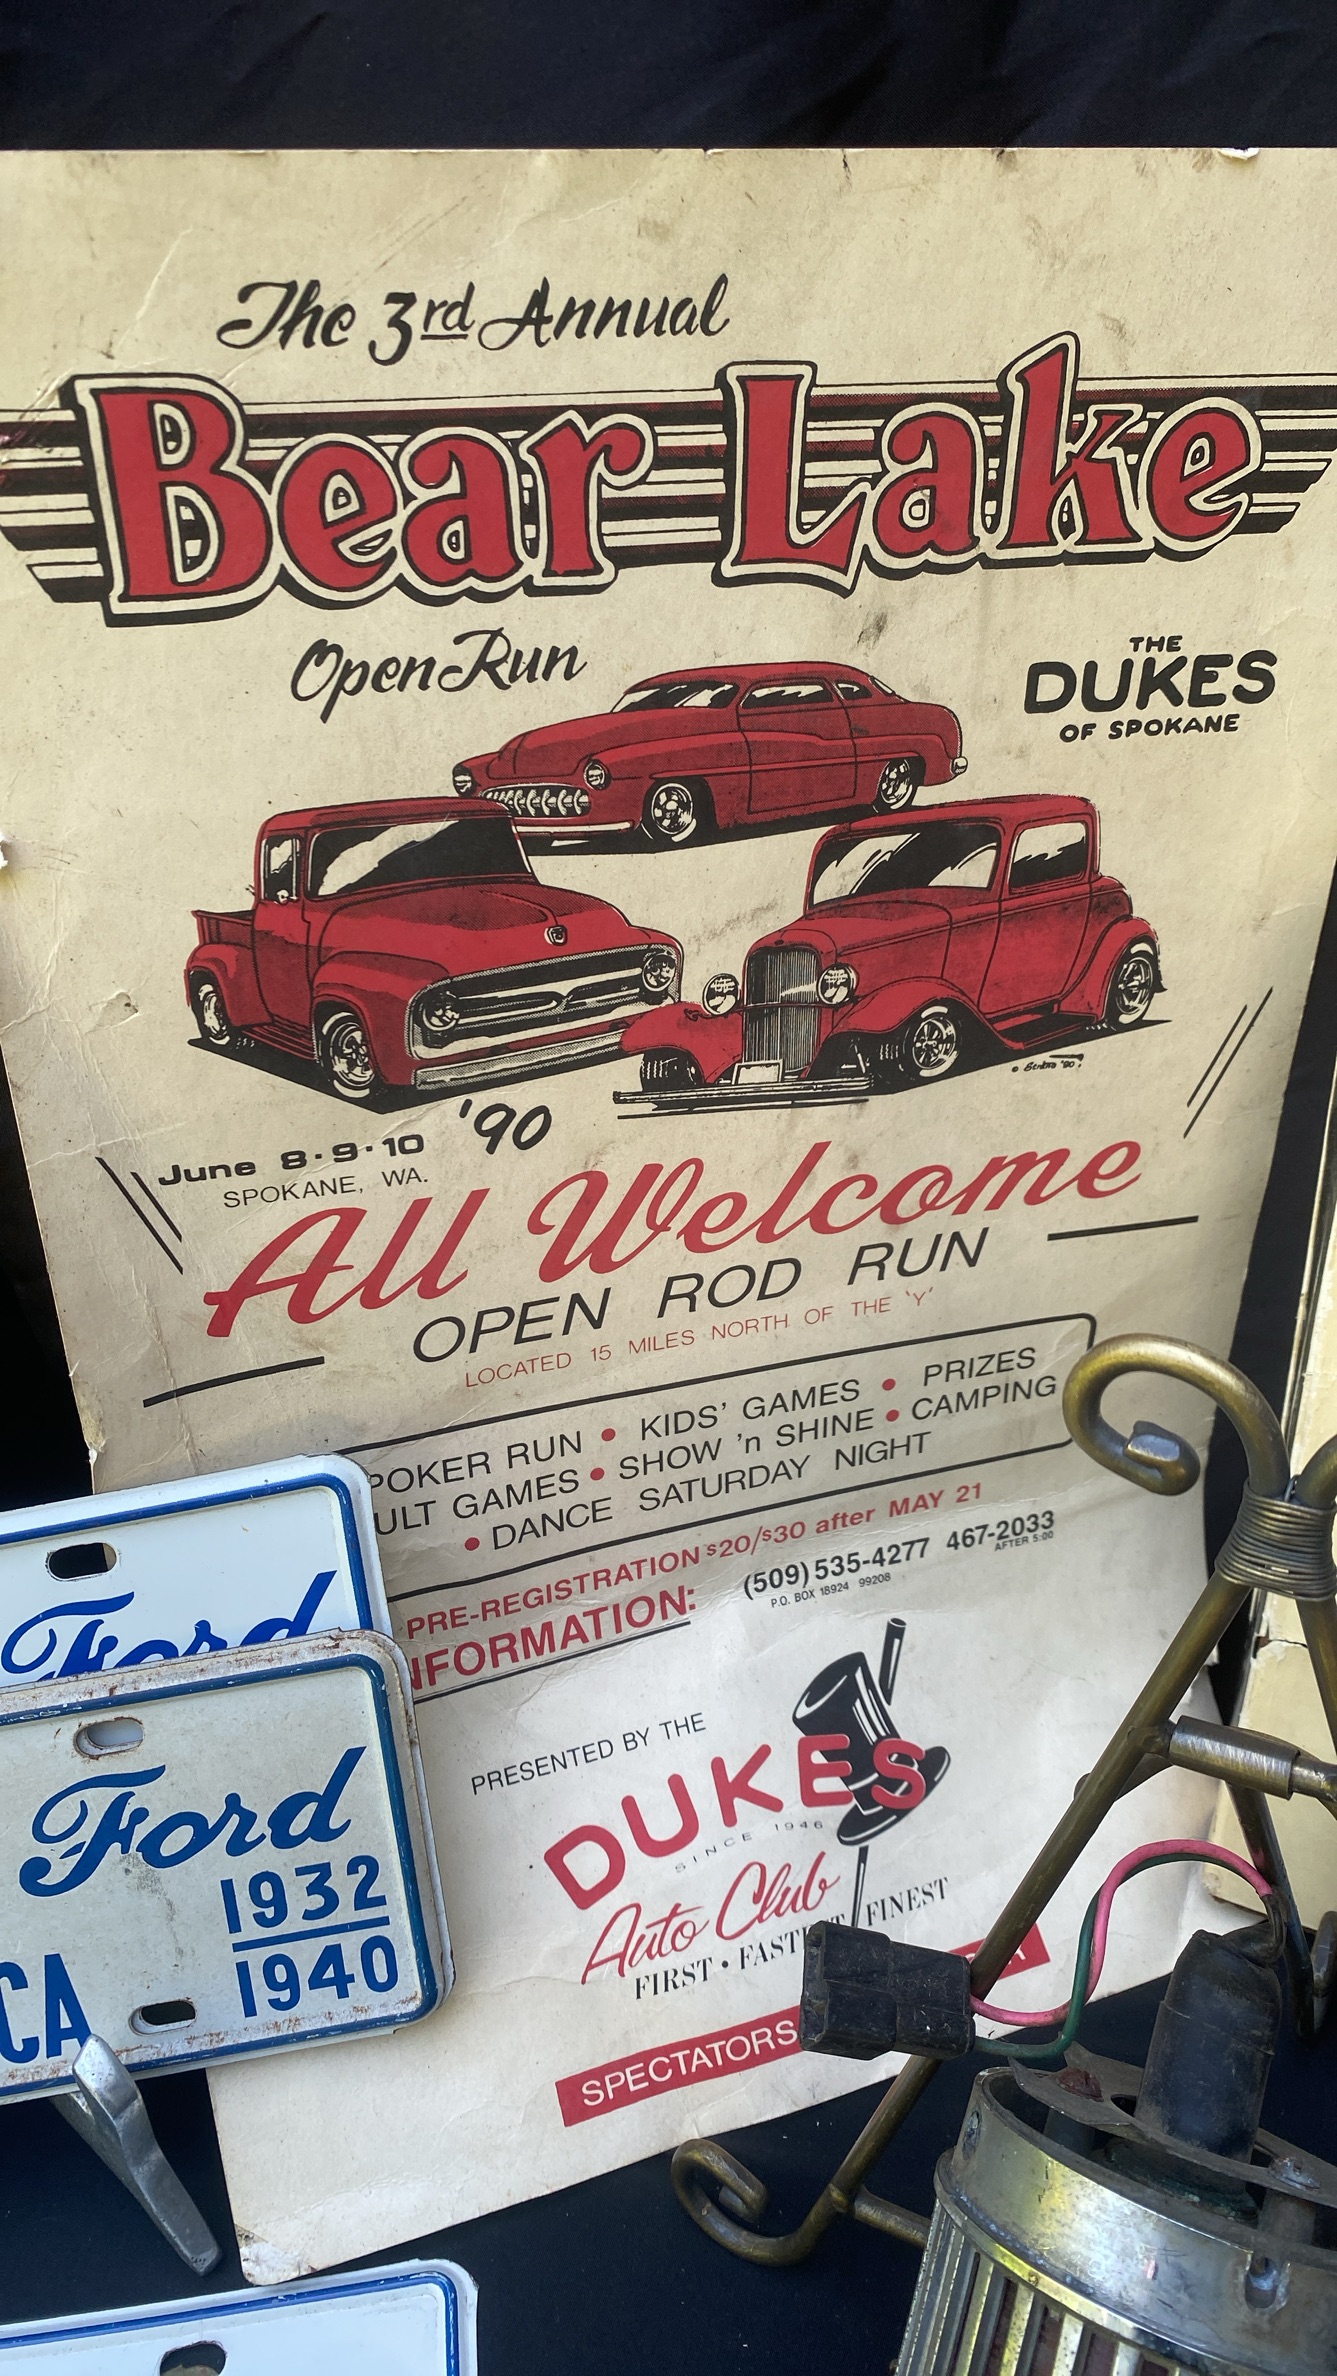 The 3rd Annual
Bear Lake
Open Run
THE
DUKES
OF SPOKANE
June 8·9·10 '90
SPOKANE, WA.
All Welcome
OPEN ROD RUN
LOCATED 15 MILES NORTH OF THE 'Y'
POKER RUN • KIDS' GAMES • PRIZES
ULT GAMES • SHOW 'n SHINE • CAMPING
• DANCE SATURDAY NIGHT
PRE-REGISTRATION $20/$30 after MAY 21
NFORMATION:
(509) 535-4277 467-2033
AFTER 5:00
P.O. BOX 18924 99208
PRESENTED BY THE
DUKES
SINCE 1946
Auto Club
FIRST • FAST FINEST
SPECTATORS
Ford
Ford
1932
1940
CA